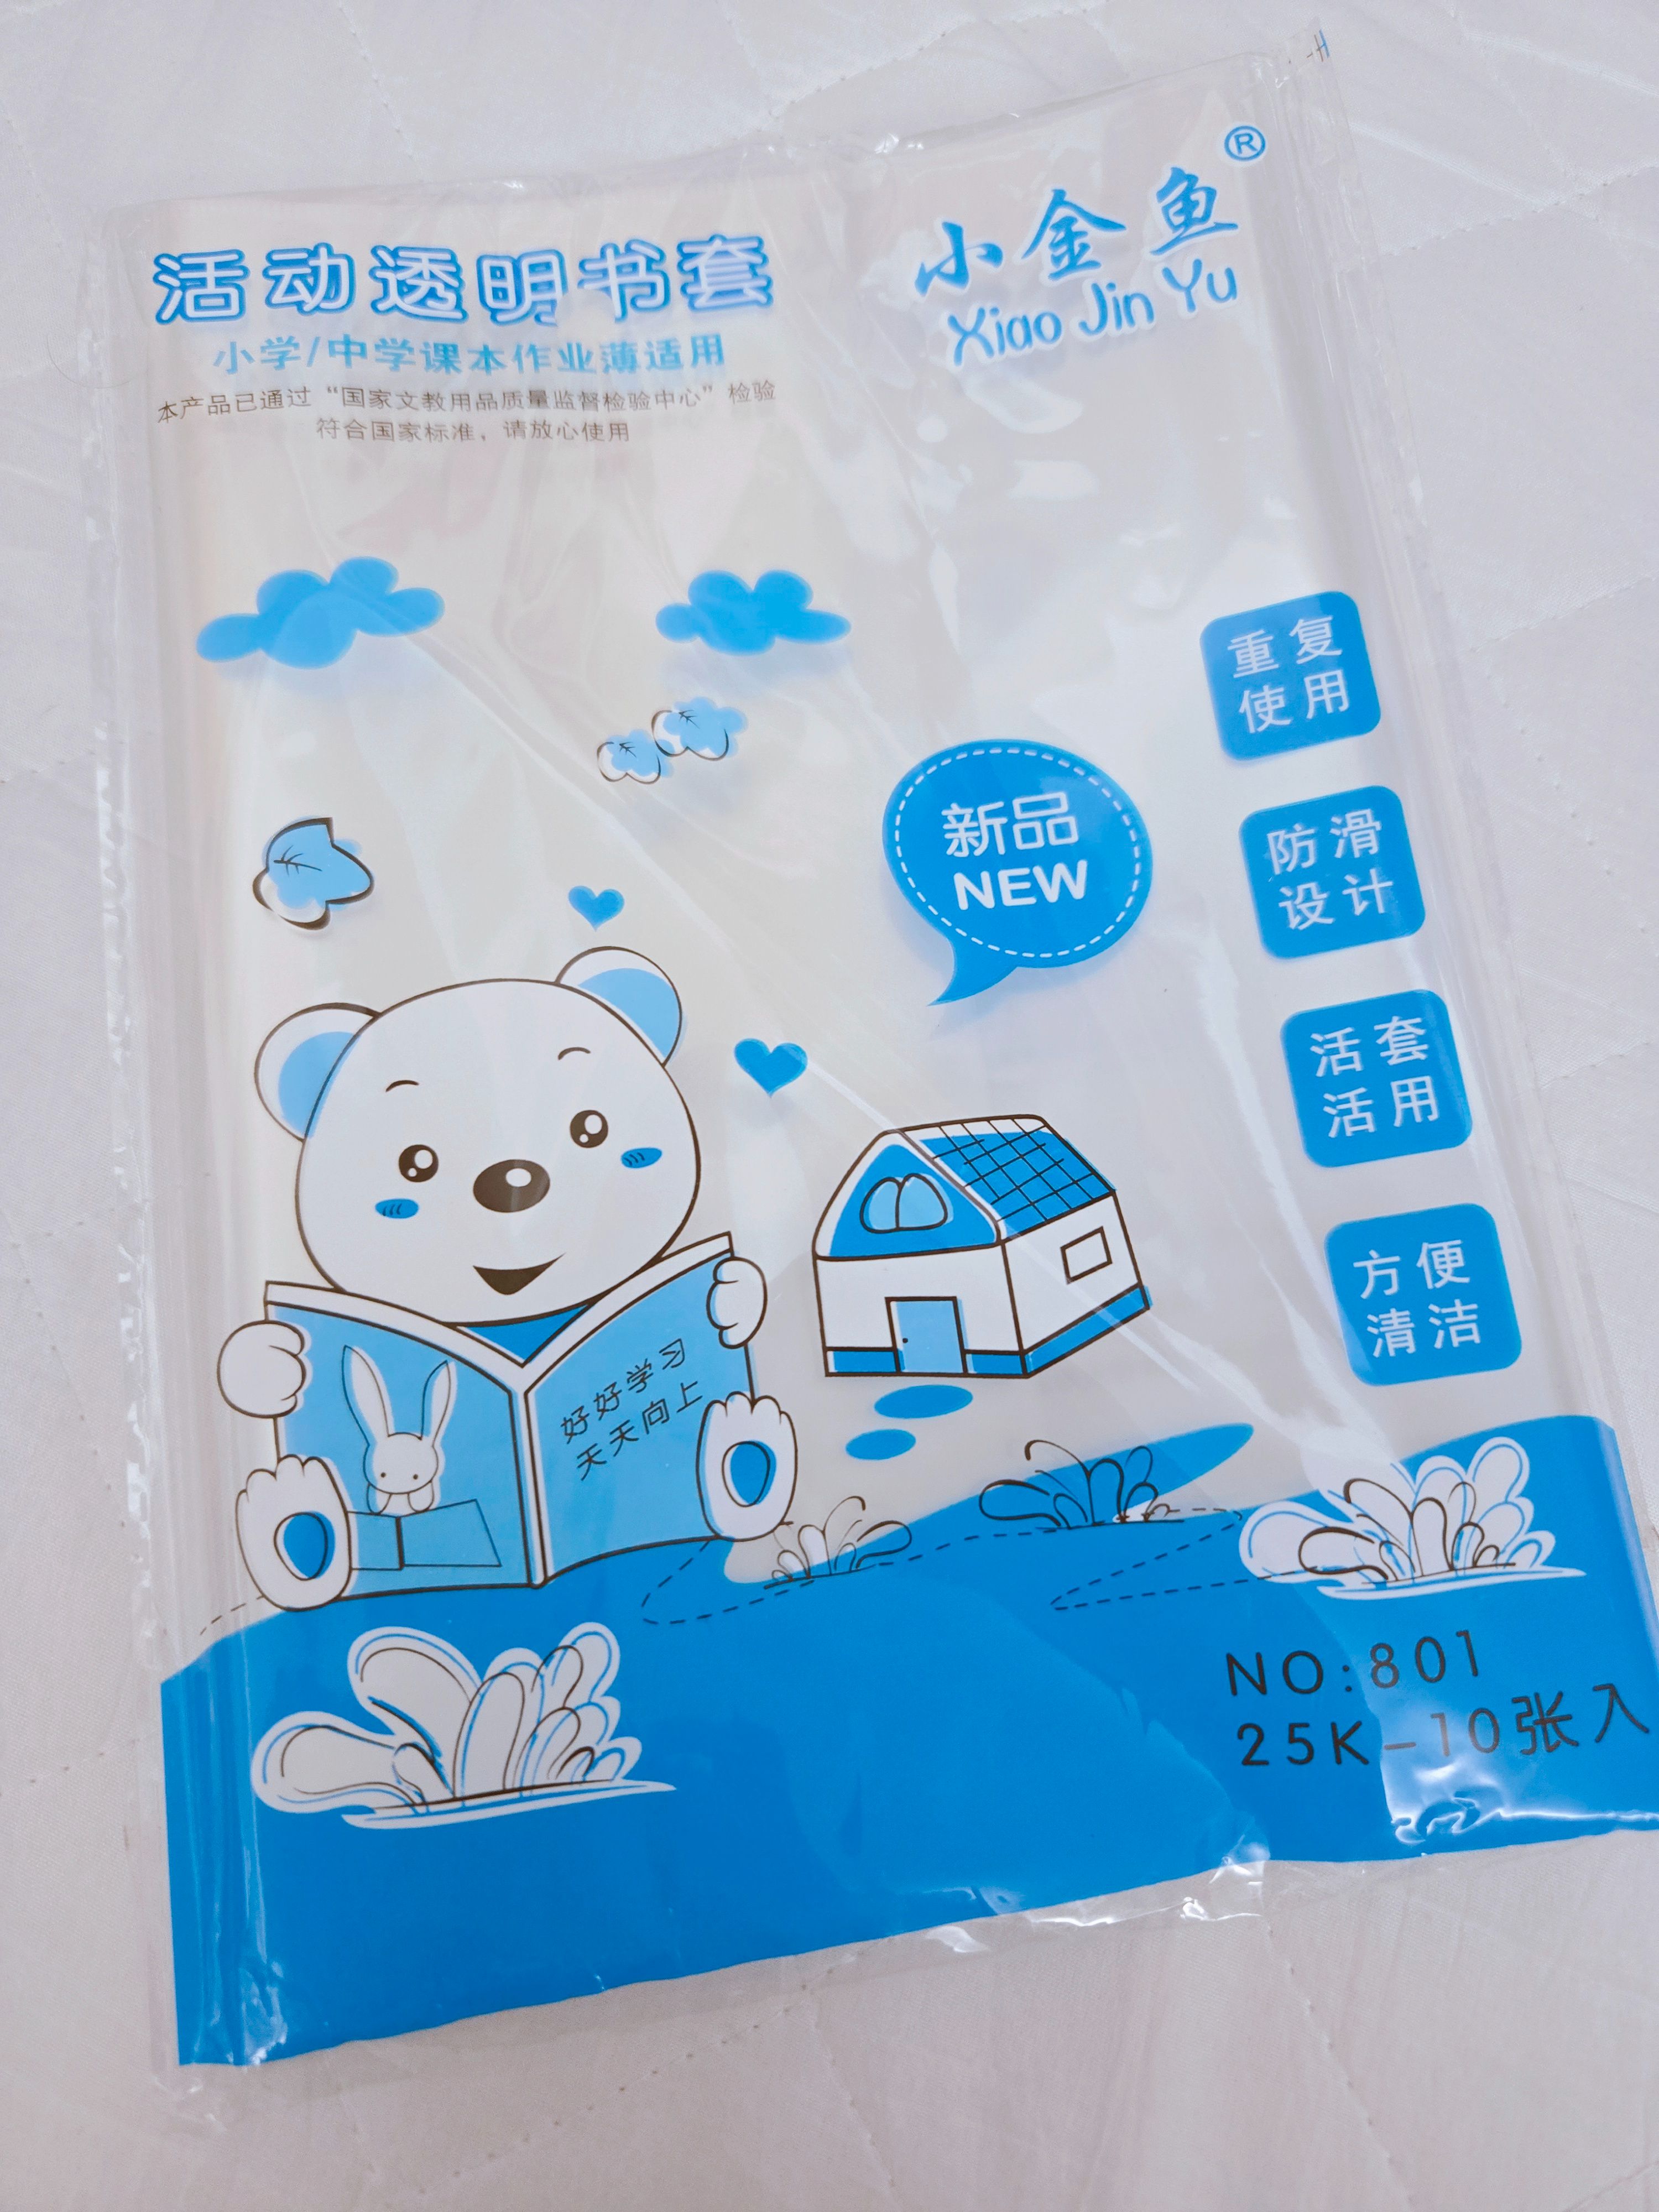 活动透明书套
小学/中学课本作业薄适用
本产品已通过“国家文教用品质量监督检验中心”检验
符合国家标准，请放心使用
小金鱼®
Xiao Jin Yu
重复
使用
新品
NEW
防滑
设计
活套
活用
方便
清洁
好好学习
天天向上
NO:801
25K-10张入